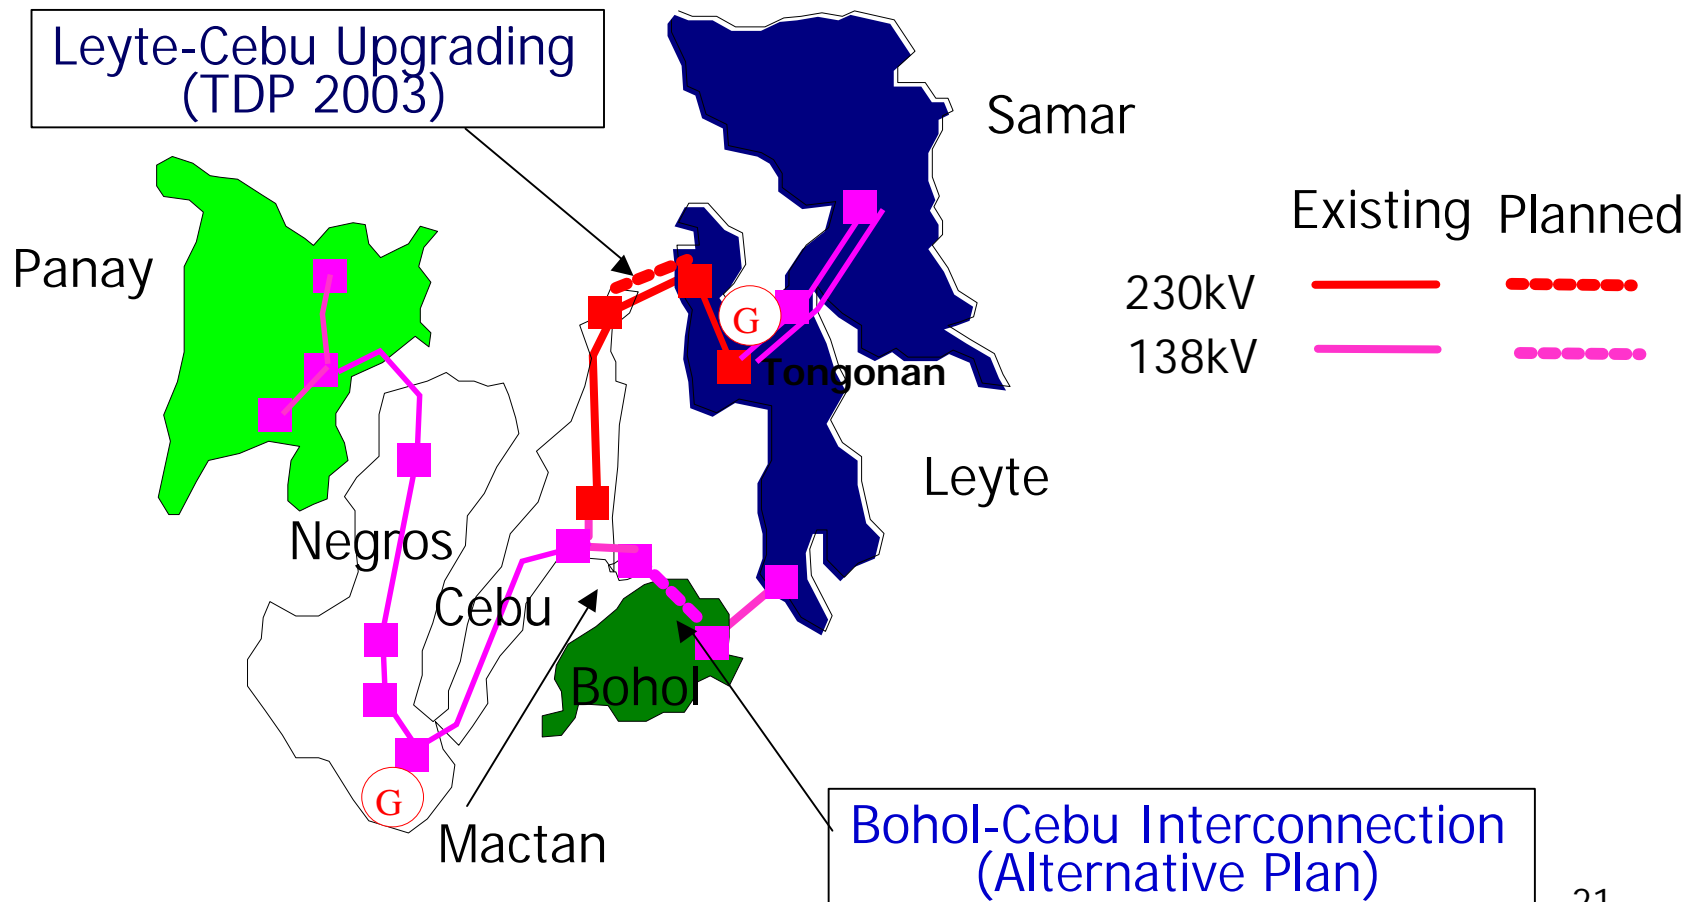 Leyte-Cebu Upgrading
(TDP 2003)
Samar
Existing Planned
Panay
230kV
G
138kV
Tongonan
Leyte
Negros
Cebu
Bohol
G
Mactan
Bohol-Cebu Interconnection
(Alternative Plan)
21